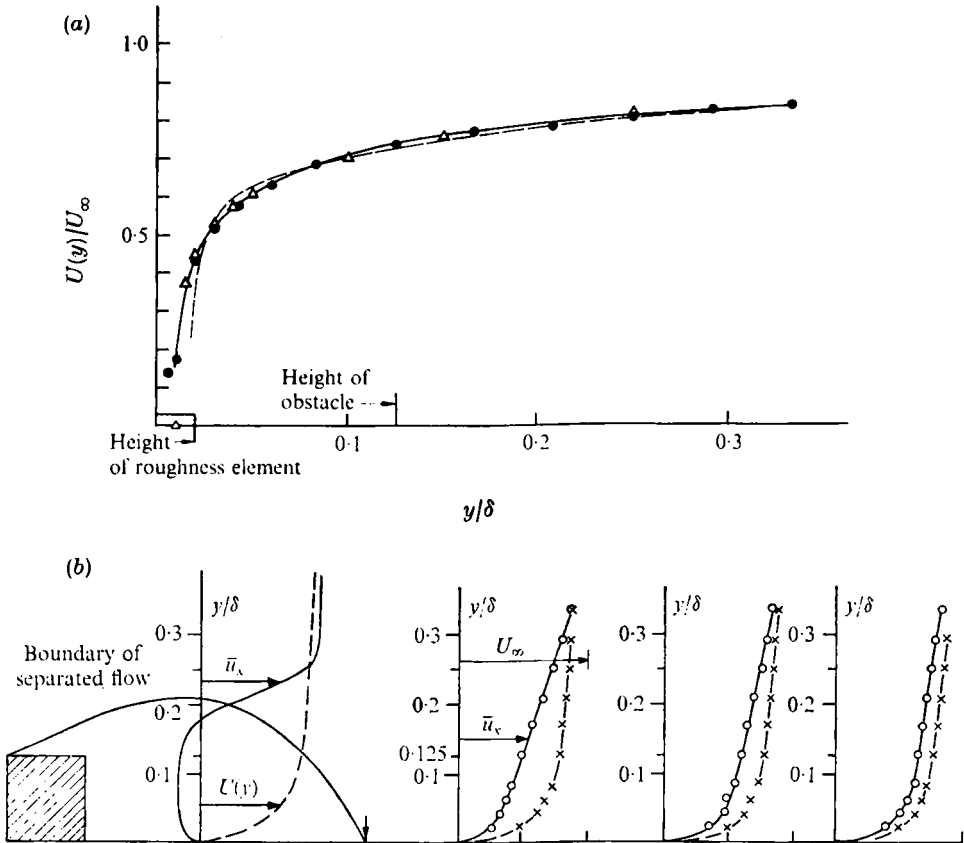 (a)
1·0
0·5
U(y)/U∞
Height of
obstacle
Height
of roughness element
0·1
0·2
0·3
y/δ
(b)
y/δ
0·3
0·2
0·1
Boundary of
separated flow
ūx
U(y)
y/δ
0·3
0·2
0·125
0·1
U∞
ūx
y/δ
0·3
0·2
0·1
y/δ
0·3
0·2
0·1